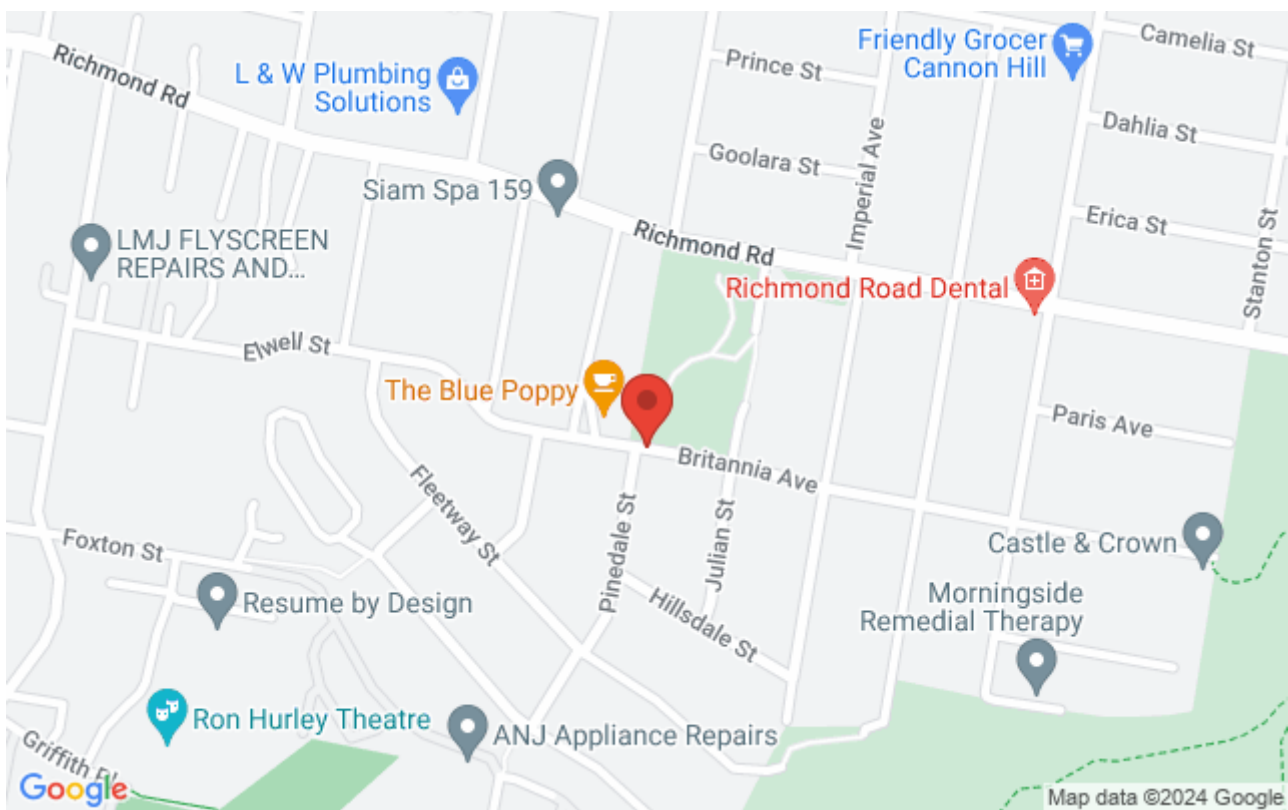 Richmond Rd
L & W Plumbing
Solutions
Prince St
Friendly Grocer
Cannon Hill
Camelia St
Dahlia St
Goolara St
Imperial Ave
Siam Spa 159
Erica St
Stanton St
LMJ FLYSCREEN
REPAIRS AND...
Richmond Rd
Richmond Road Dental
Elwell St
The Blue Poppy
Paris Ave
Britannia Ave
Fleetway St
Pinedale St
Julian St
Foxton St
Castle & Crown
Resume by Design
Hillsdale St
Morningside
Remedial Therapy
Ron Hurley Theatre
ANJ Appliance Repairs
Griffith
Google
Map data ©2024 Google